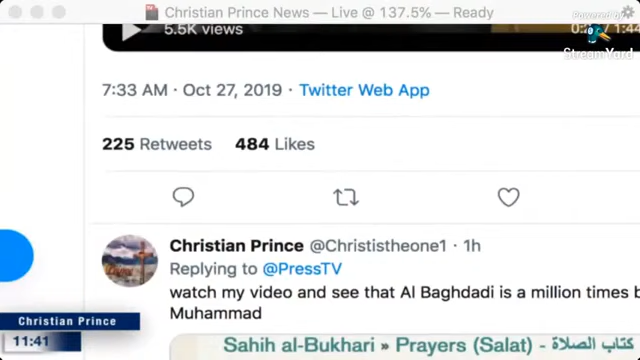 Christian Prince News — Live @ 137.5% — Ready
Powered by
StreamYard
5.5K views
7:33 AM · Oct 27, 2019 · Twitter Web App
225 Retweets 484 Likes
Christian Prince @Christistheone1 · 1h
Replying to @PressTV
watch my video and see that Al Baghdadi is a million times b
Muhammad
Christian Prince
11:41
Sahih al-Bukhari » Prayers (Salat) - كتاب الصلاة